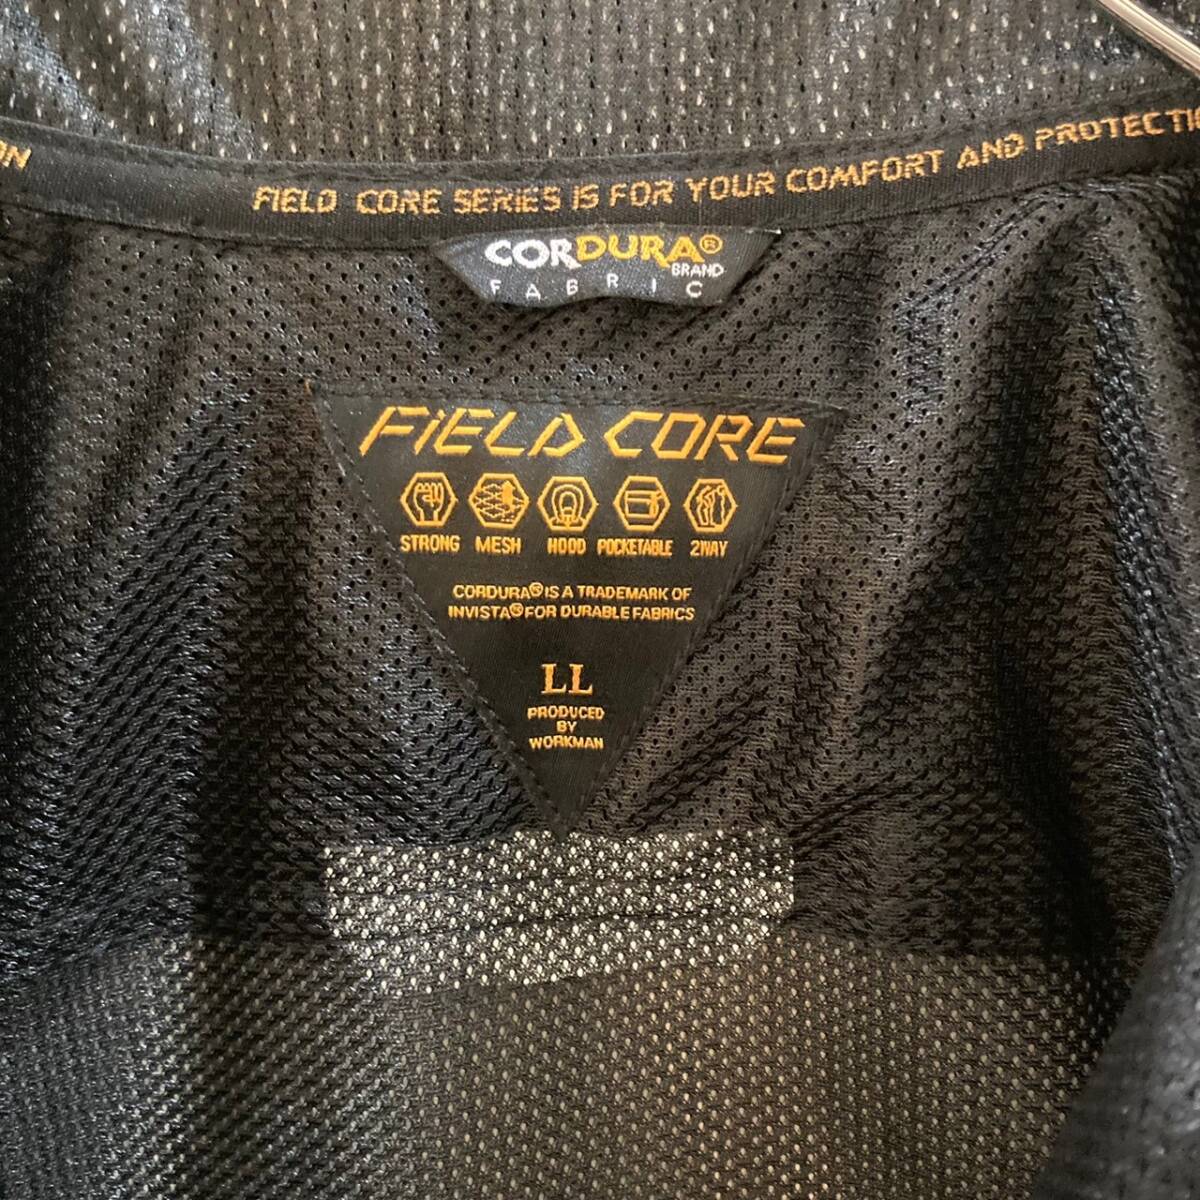 ON
FIELD CORE SERIES IS FOR YOUR COMFORT AND PROTECTIO
CORDURA®
BRAND
FABRIC
FIELD CORE
STRONG MESH HOOD POCKETABLE 2WAY
CORDURA® IS A TRADEMARK OF
INVISTA® FOR DURABLE FABRICS
LL
PRODUCED
BY
WORKMAN